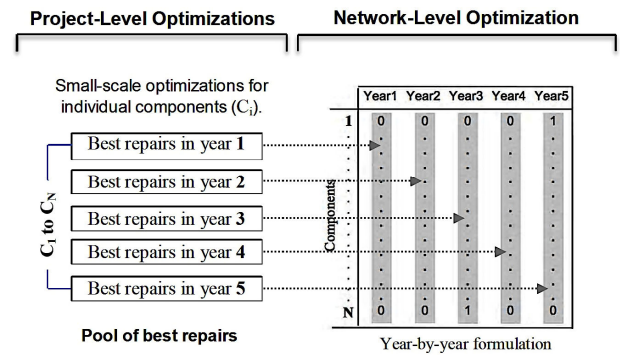 Project-Level Optimizations
Network-Level Optimization
Small-scale optimizations for
individual components (Ci).
Best repairs in year 1
Best repairs in year 2
Best repairs in year 3
Best repairs in year 4
Best repairs in year 5
C1 to CN
Pool of best repairs
Year1 Year2 Year3 Year4 Year5
1 0 0 0 0 1
Components
N 0 0 1 0 0
Year-by-year formulation